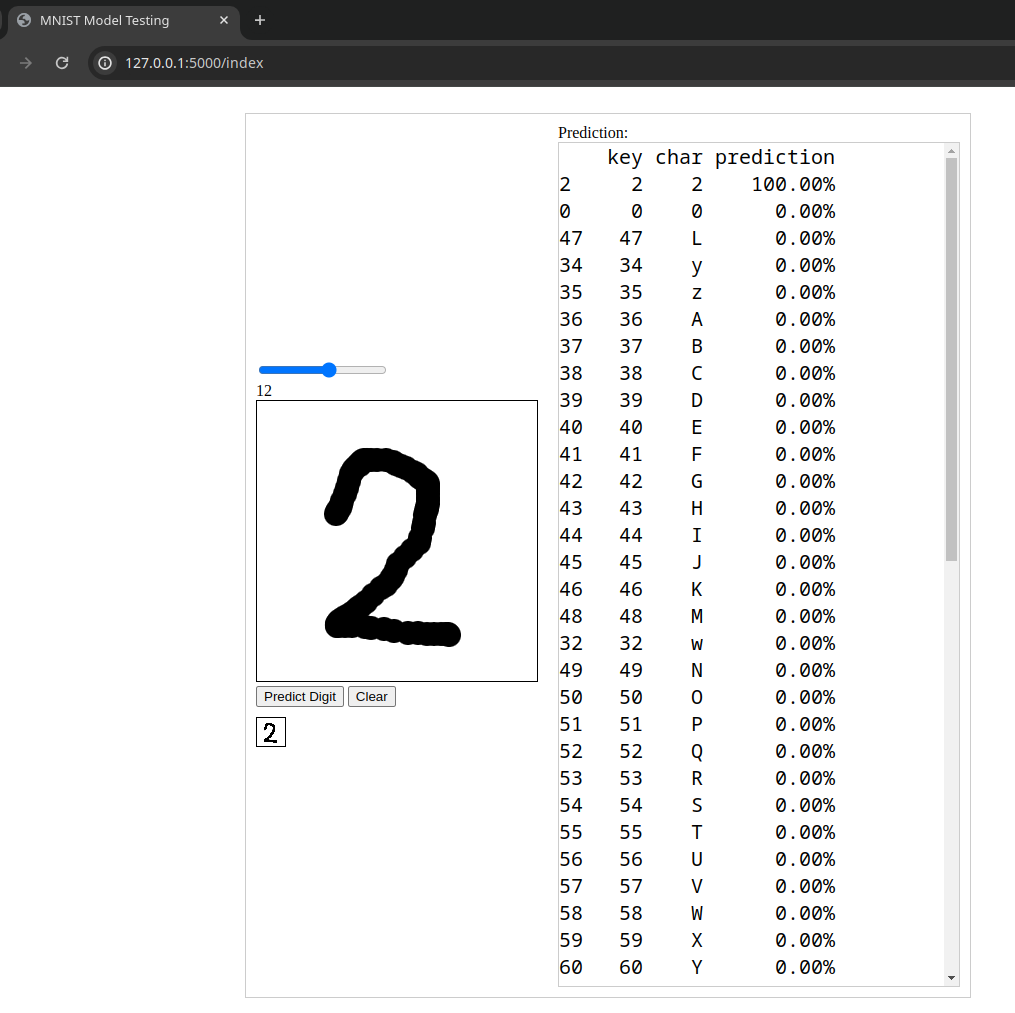 MNIST Model Testing
127.0.0.1:5000/index
Prediction:
key char prediction
2 2 2 100.00%
0 0 0 0.00%
47 47 L 0.00%
34 34 y 0.00%
35 35 z 0.00%
36 36 A 0.00%
37 37 B 0.00%
38 38 C 0.00%
39 39 D 0.00%
40 40 E 0.00%
41 41 F 0.00%
42 42 G 0.00%
43 43 H 0.00%
44 44 I 0.00%
45 45 J 0.00%
46 46 K 0.00%
48 48 M 0.00%
32 32 w 0.00%
49 49 N 0.00%
50 50 O 0.00%
51 51 P 0.00%
52 52 Q 0.00%
53 53 R 0.00%
54 54 S 0.00%
55 55 T 0.00%
56 56 U 0.00%
57 57 V 0.00%
58 58 W 0.00%
59 59 X 0.00%
60 60 Y 0.00%
12
2
Predict Digit Clear
2